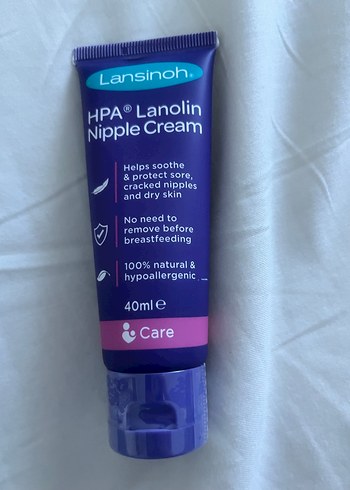 Lansinoh®
HPA® Lanolin
Nipple Cream
Helps soothe
& protect sore,
cracked nipples
and dry skin
No need to
remove before
breastfeeding
100% natural &
hypoallergenic
40ml e
Care